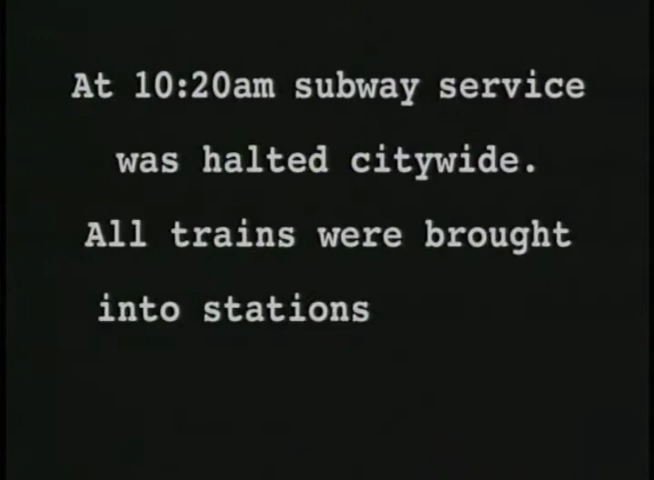 At 10:20am subway service
was halted citywide.
All trains were brought
into stations